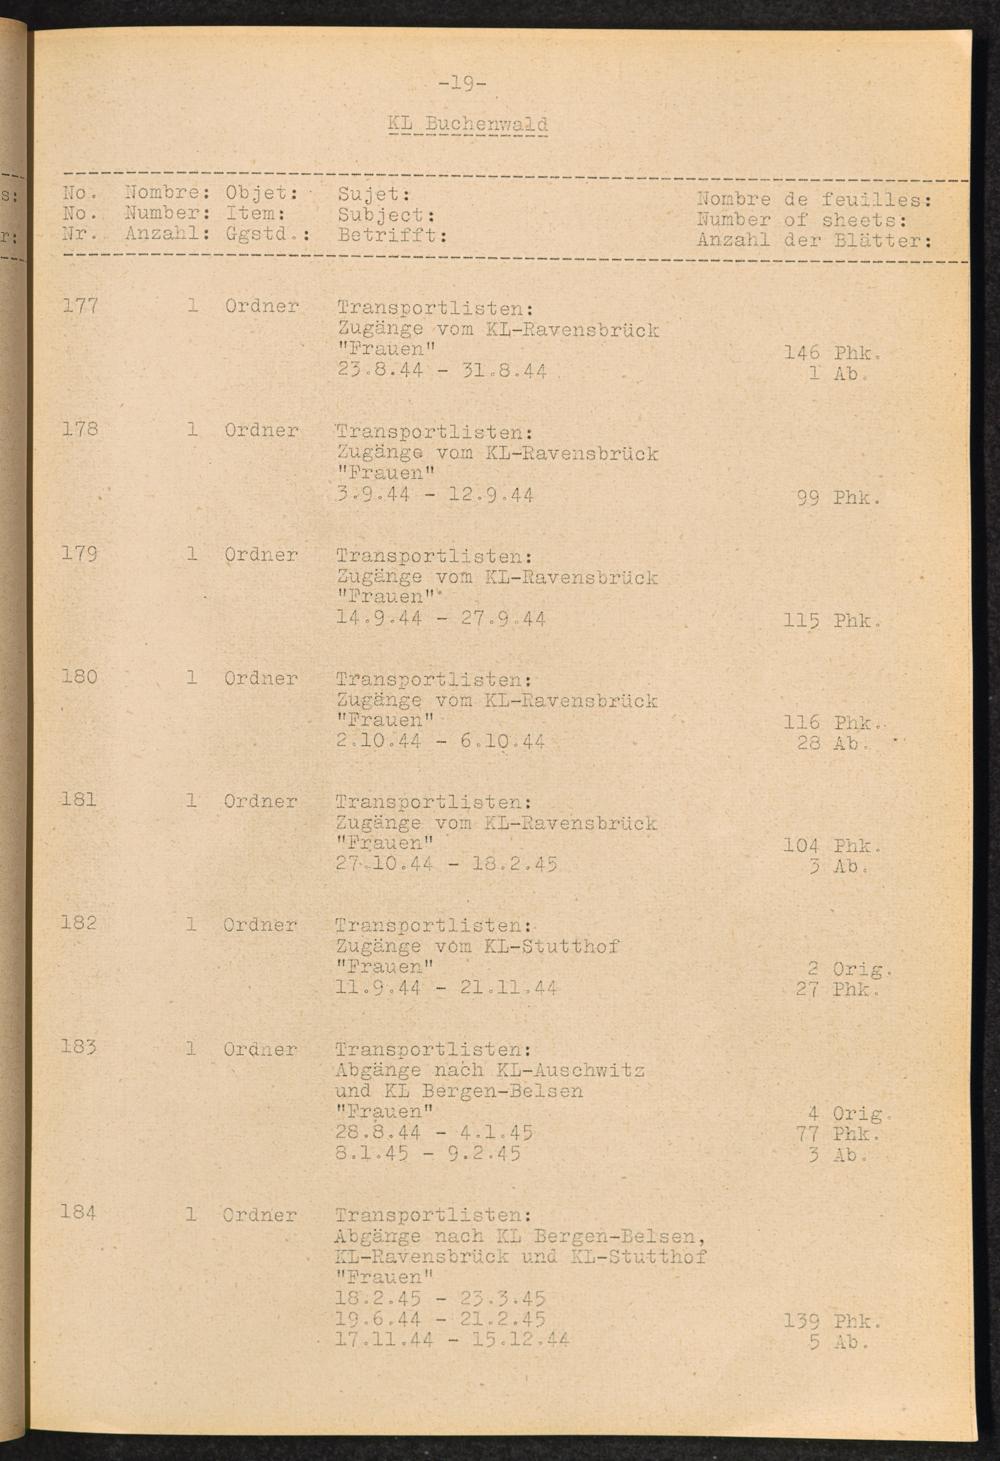 -19-
KL Buchenwald
No. Nombre: Objet: Sujet: Nombre de feuilles:
No. Number: Item: Subject: Number of sheets:
Nr. Anzahl: Ggstd.: Betrifft: Anzahl der Blätter:
s:
r:
177 1 Ordner Transportlisten:
Zugänge vom KL-Ravensbrück
"Frauen" 146 Phk.
23.8.44 - 31.8.44 1 Ab.
178 1 Ordner Transportlisten:
Zugänge vom KL-Ravensbrück
"Frauen"
3.9.44 - 12.9.44 99 Phk.
179 1 Ordner Transportlisten:
Zugänge vom KL-Ravensbrück
"Frauen"
14.9.44 - 27.9.44 115 Phk.
180 1 Ordner Transportlisten:
Zugänge vom KL-Ravensbrück
"Frauen" 116 Phk.
2.10.44 - 6.10.44 28 Ab.
181 1 Ordner Transportlisten:
Zugänge vom KL-Ravensbrück
"Frauen" 104 Phk.
27.10.44 - 18.2.45 3 Ab.
182 1 Ordner Transportlisten:
Zugänge vom KL-Stutthof
"Frauen" 2 Orig.
11.9.44 - 21.11.44 27 Phk.
183 1 Ordner Transportlisten:
Abgänge nach KL-Auschwitz
und KL Bergen-Belsen
"Frauen" 4 Orig.
28.8.44 - 4.1.45 77 Phk.
8.1.45 - 9.2.45 3 Ab.
184 1 Ordner Transportlisten:
Abgänge nach KL Bergen-Belsen,
KL-Ravensbrück und KL-Stutthof
"Frauen"
18.2.45 - 23.3.45
19.6.44 - 21.2.45 139 Phk.
17.11.44 - 15.12.44 5 Ab.